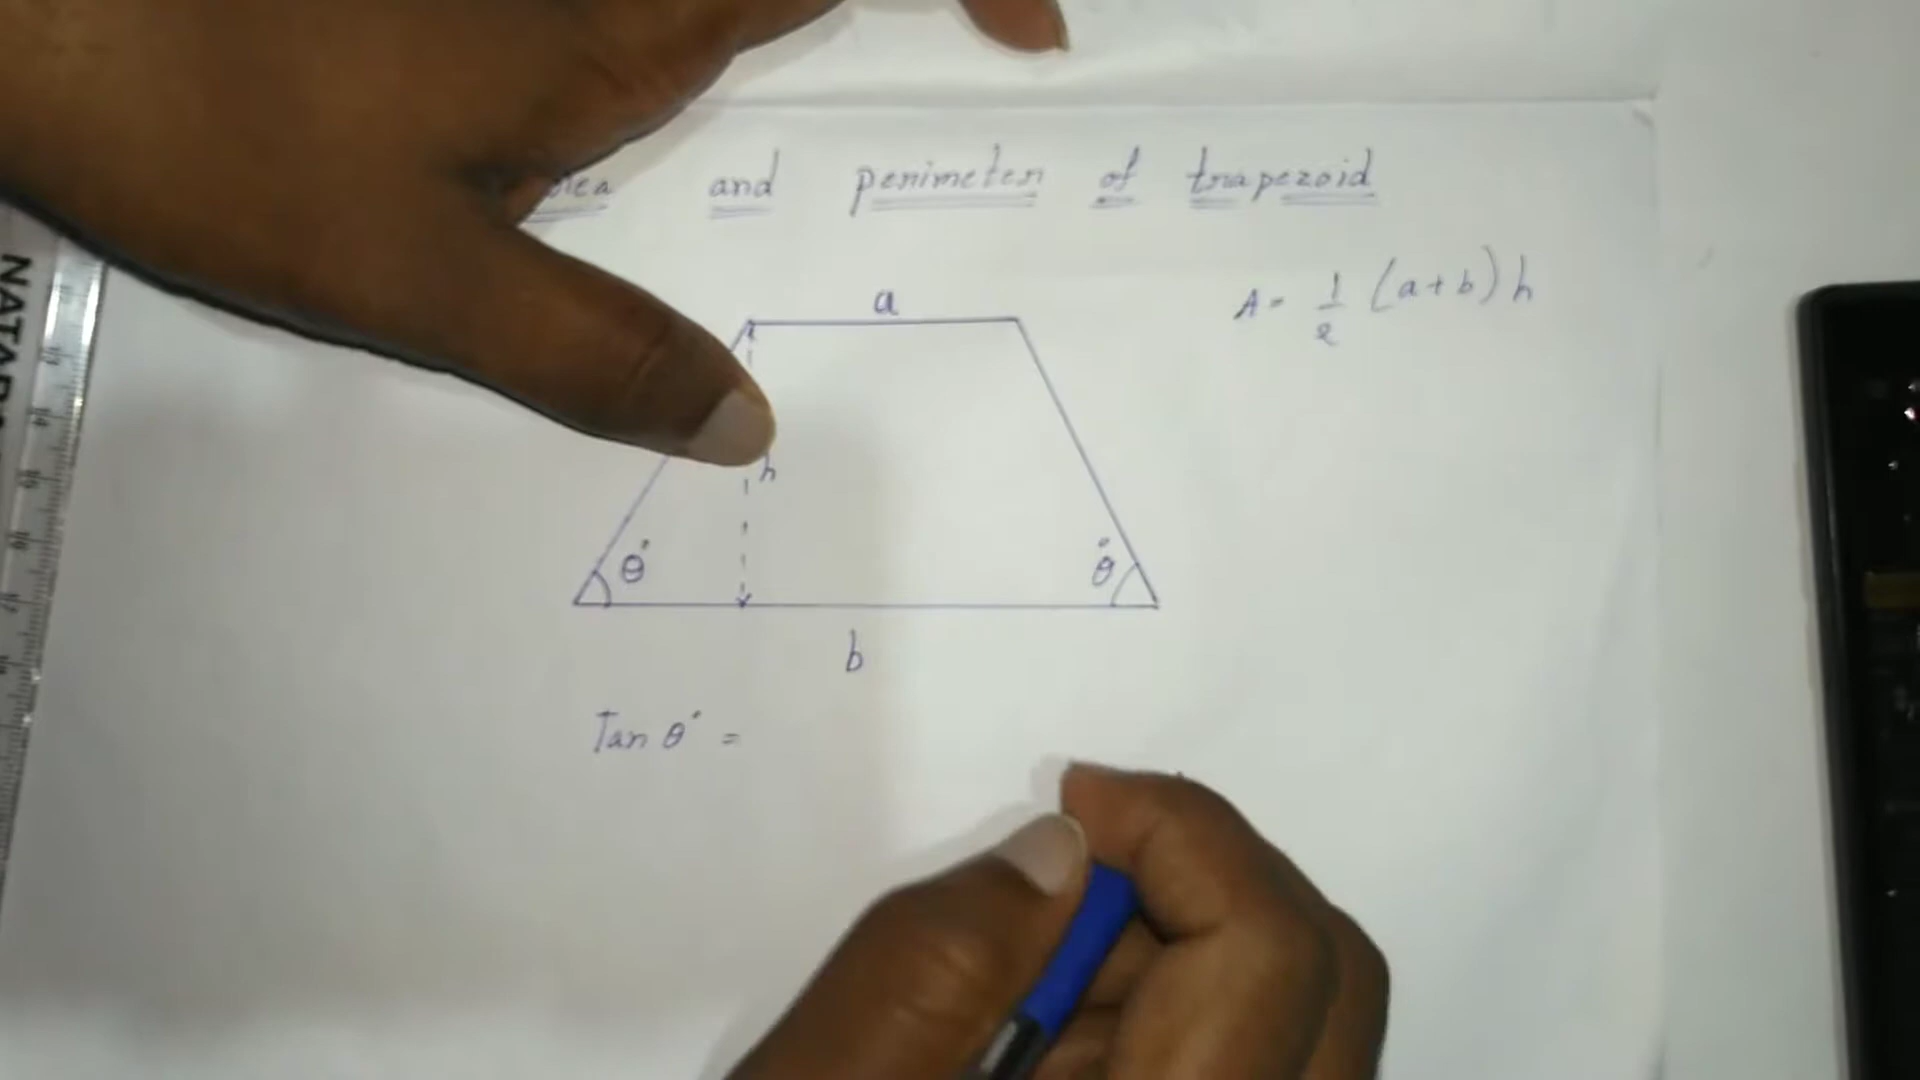 and perimeter of trapezoid
a
A = 1/2 (a+b) h
h
θ° θ°
b
Tan θ° =